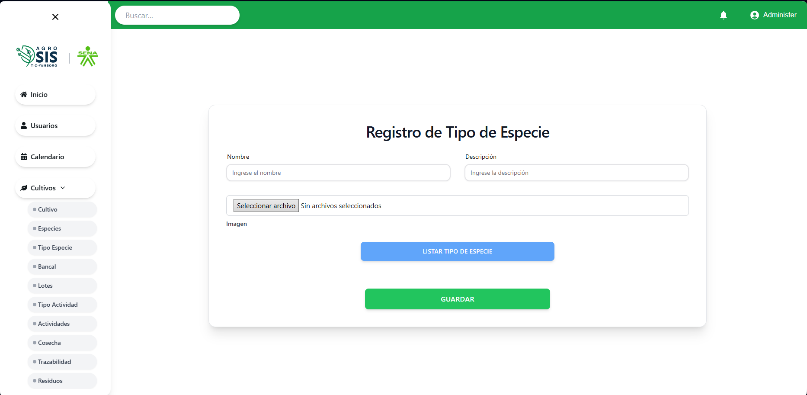 Buscar...
Administer
AGRO
SIS
SENA
Inicio
Usuarios
Calendario
Cultivos
Cultivo
Especies
Tipo Especie
Bancal
Lotes
Tipo Actividad
Actividades
Cosecha
Trazabilidad
Residuos
Registro de Tipo de Especie
Nombre
Descripción
Ingrese el nombre
Ingrese la descripción
Seleccionar archivo Sin archivos seleccionados
Imagen
LISTAR TIPO DE ESPECIE
GUARDAR